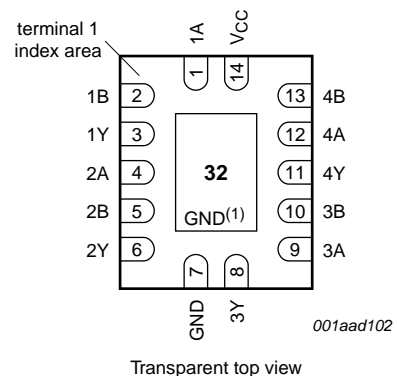 terminal 1
index area
1A
VCC
1
14
1B 2 13 4B
1Y 3 12 4A
2A 4 32 11 4Y
2B 5 GND(1) 10 3B
2Y 6 9 3A
7
8
GND
3Y
001aad102
Transparent top view